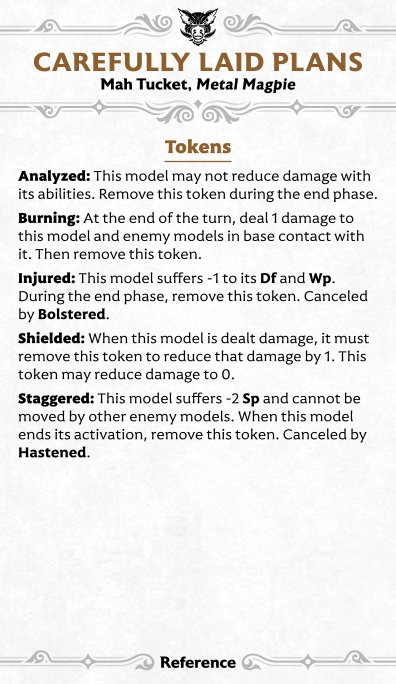 CAREFULLY LAID PLANS
Mah Tucket, Metal Magpie
Tokens
Analyzed: This model may not reduce damage with
its abilities. Remove this token during the end phase.
Burning: At the end of the turn, deal 1 damage to
this model and enemy models in base contact with
it. Then remove this token.
Injured: This model suffers -1 to its Df and Wp.
During the end phase, remove this token. Canceled
by Bolstered.
Shielded: When this model is dealt damage, it must
remove this token to reduce that damage by 1. This
token may reduce damage to 0.
Staggered: This model suffers -2 Sp and cannot be
moved by other enemy models. When this model
ends its activation, remove this token. Canceled by
Hastened.
Reference